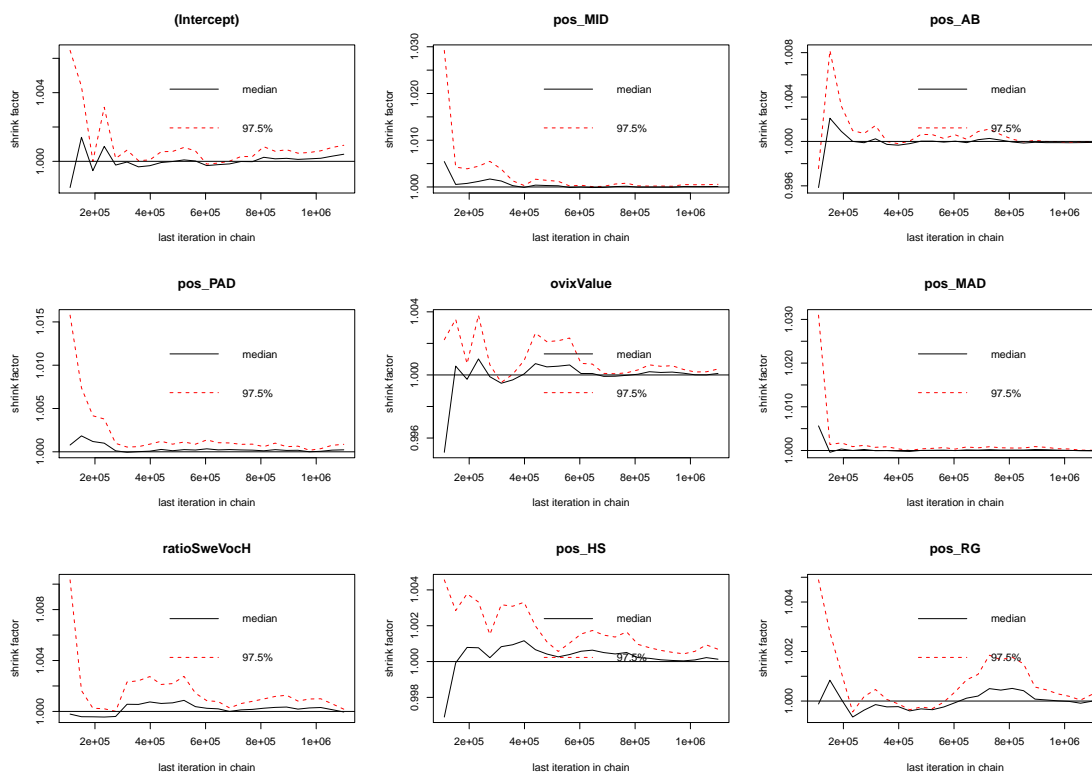 (Intercept)
shrink factor
1.000
1.004
median
97.5%
2e+05 4e+05 6e+05 8e+05 1e+06
last iteration in chain
pos_MID
shrink factor
1.000
1.010
1.020
1.030
median
97.5%
2e+05 4e+05 6e+05 8e+05 1e+06
last iteration in chain
pos_AB
shrink factor
0.996
1.000
1.004
1.008
median
97.5%
2e+05 4e+05 6e+05 8e+05 1e+06
last iteration in chain
pos_PAD
shrink factor
1.000
1.005
1.010
1.015
median
97.5%
2e+05 4e+05 6e+05 8e+05 1e+06
last iteration in chain
ovixValue
shrink factor
0.996
1.000
1.004
median
97.5%
2e+05 4e+05 6e+05 8e+05 1e+06
last iteration in chain
pos_MAD
shrink factor
1.000
1.010
1.020
1.030
median
97.5%
2e+05 4e+05 6e+05 8e+05 1e+06
last iteration in chain
ratioSweVocH
shrink factor
1.000
1.004
1.008
median
97.5%
2e+05 4e+05 6e+05 8e+05 1e+06
last iteration in chain
pos_HS
shrink factor
0.998
1.000
1.002
1.004
median
97.5%
2e+05 4e+05 6e+05 8e+05 1e+06
last iteration in chain
pos_RG
shrink factor
1.000
1.002
1.004
median
97.5%
2e+05 4e+05 6e+05 8e+05 1e+06
last iteration in chain